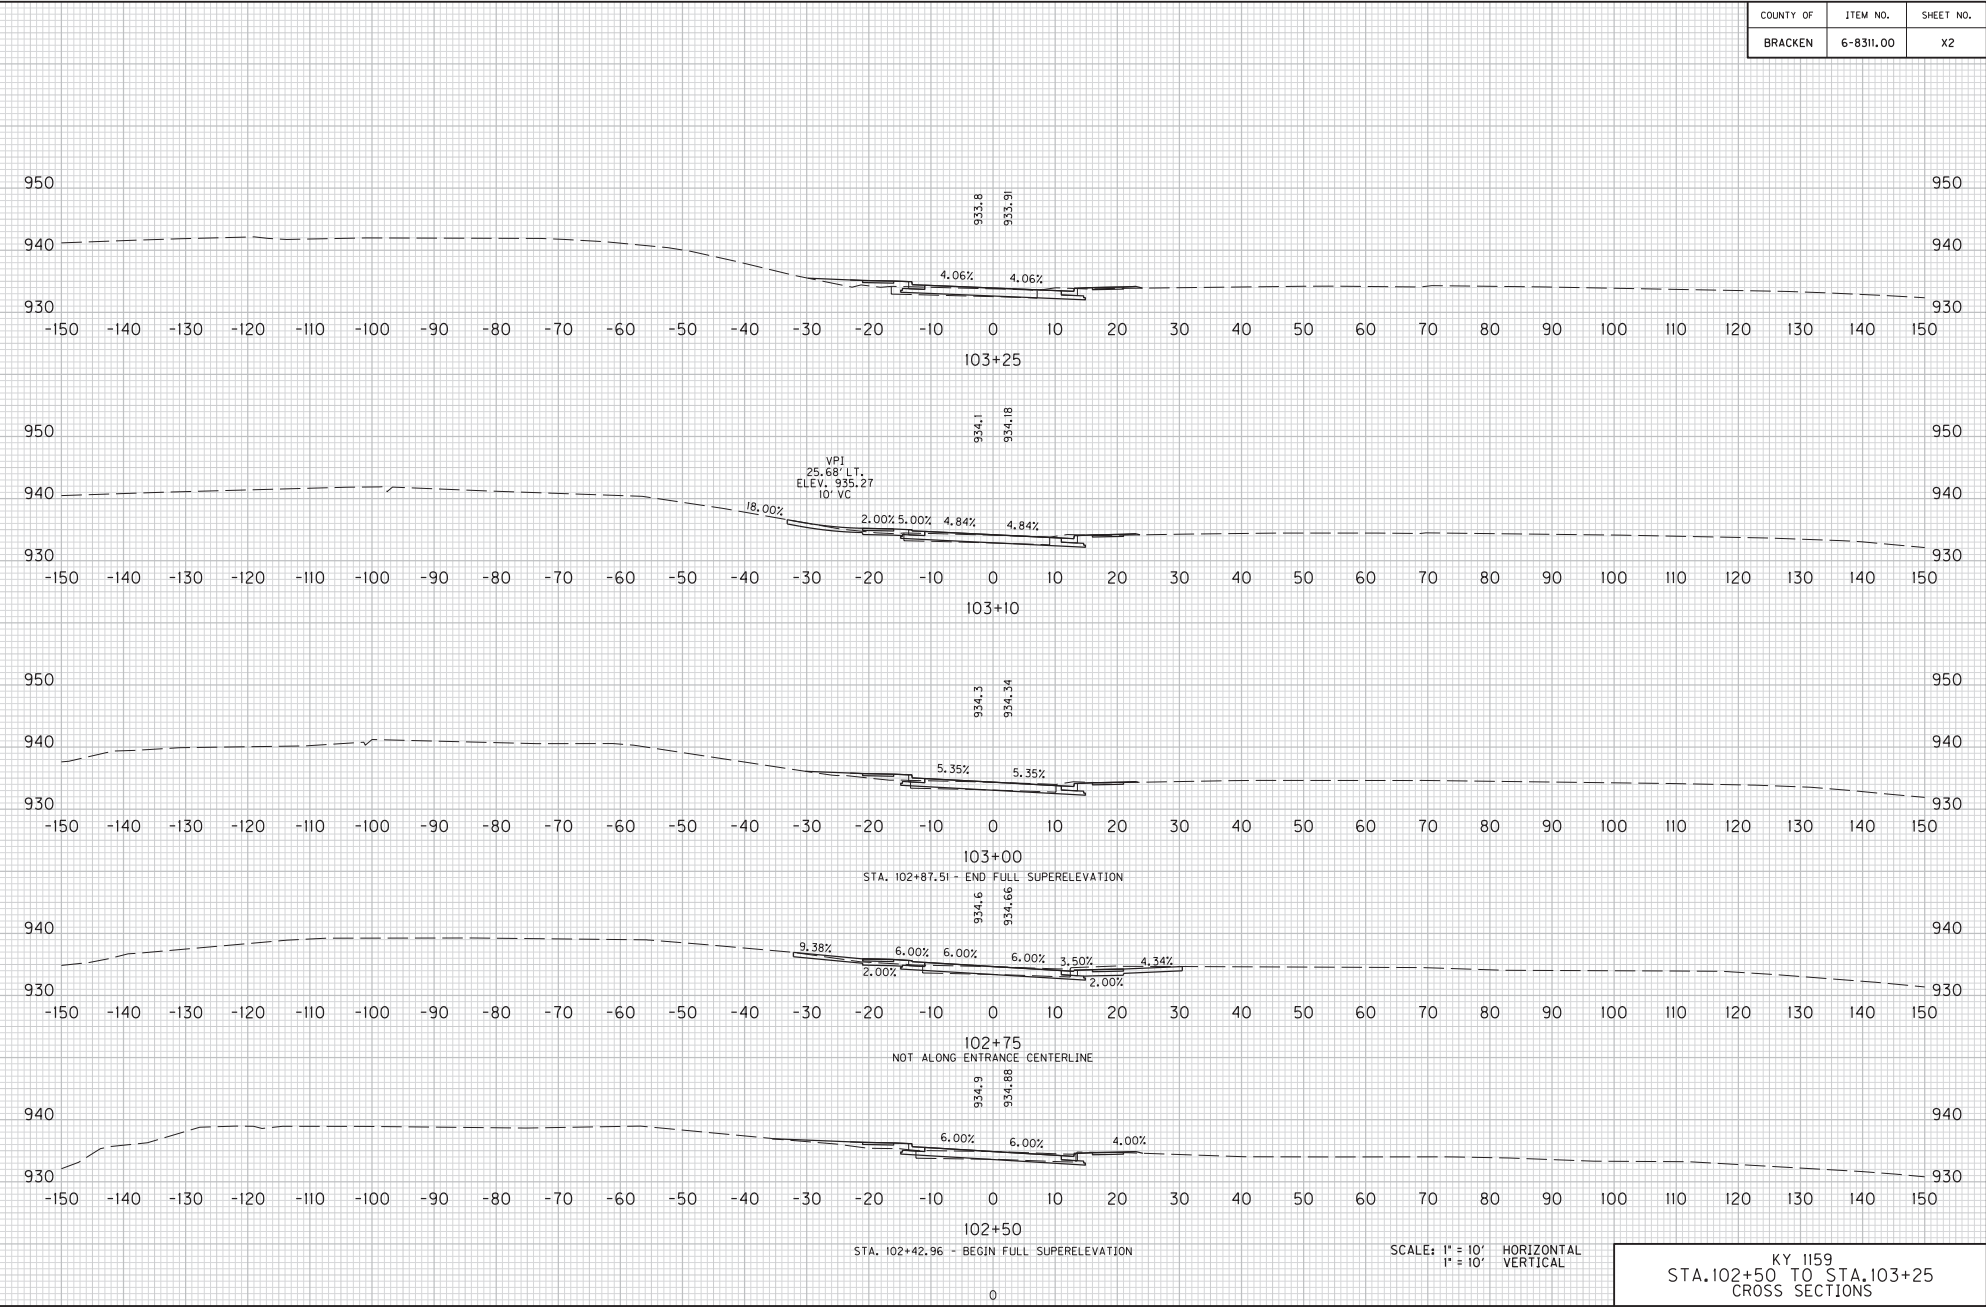 COUNTY OF ITEM NO. SHEET NO.
BRACKEN 6-8311.00 X2
933.8 933.91
950 950
940 940
4.06% 4.06%
930 930
-150 -140 -130 -120 -110 -100 -90 -80 -70 -60 -50 -40 -30 -20 -10 0 10 20 30 40 50 60 70 80 90 100 110 120 130 140 150
103+25
934.1 934.18
950 950
VPI
25.68' LT.
ELEV. 935.27
10' VC
940 940
18.00% 2.00% 5.00% 4.84% 4.84%
930 930
-150 -140 -130 -120 -110 -100 -90 -80 -70 -60 -50 -40 -30 -20 -10 0 10 20 30 40 50 60 70 80 90 100 110 120 130 140 150
103+10
934.3 934.34
950 950
940 940
5.35% 5.35%
930 930
-150 -140 -130 -120 -110 -100 -90 -80 -70 -60 -50 -40 -30 -20 -10 0 10 20 30 40 50 60 70 80 90 100 110 120 130 140 150
103+00
STA. 102+87.51 - END FULL SUPERELEVATION
934.6 934.66
940 940
9.38% 6.00% 6.00% 6.00% 3.50% 4.34%
2.00% 2.00%
930 930
-150 -140 -130 -120 -110 -100 -90 -80 -70 -60 -50 -40 -30 -20 -10 0 10 20 30 40 50 60 70 80 90 100 110 120 130 140 150
102+75
NOT ALONG ENTRANCE CENTERLINE
934.9 934.88
940 940
6.00% 6.00% 4.00%
930 930
-150 -140 -130 -120 -110 -100 -90 -80 -70 -60 -50 -40 -30 -20 -10 0 10 20 30 40 50 60 70 80 90 100 110 120 130 140 150
102+50
STA. 102+42.96 - BEGIN FULL SUPERELEVATION
SCALE: 1" = 10' HORIZONTAL
1" = 10' VERTICAL
KY 1159
STA.102+50 TO STA.103+25
CROSS SECTIONS
0